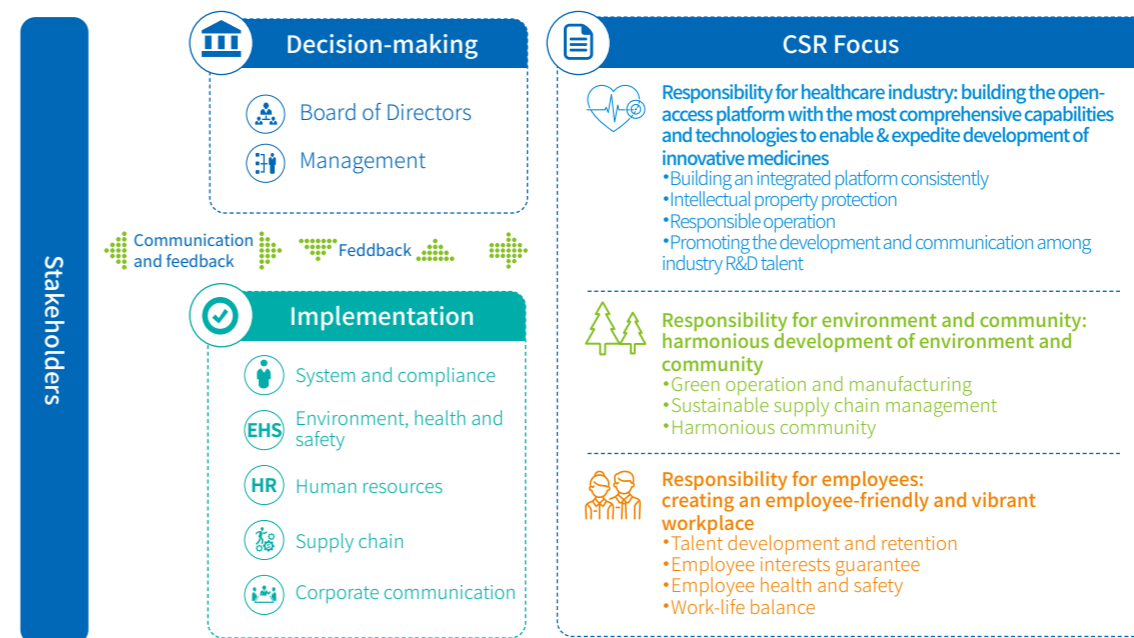 Stakeholders
Decision-making
Board of Directors
Management
Communication
and feedback
Feddback
Implementation
System and compliance
EHS
Environment, health and
safety
HR
Human resources
Supply chain
Corporate communication
CSR Focus
Responsibility for healthcare industry: building the open-
access platform with the most comprehensive capabilities
and technologies to enable & expedite development of
innovative medicines
•Building an integrated platform consistently
•Intellectual property protection
•Responsible operation
•Promoting the development and communication among
industry R&D talent
Responsibility for environment and community:
harmonious development of environment and
community
•Green operation and manufacturing
•Sustainable supply chain management
•Harmonious community
Responsibility for employees:
creating an employee-friendly and vibrant
workplace
•Talent development and retention
•Employee interests guarantee
•Employee health and safety
•Work-life balance